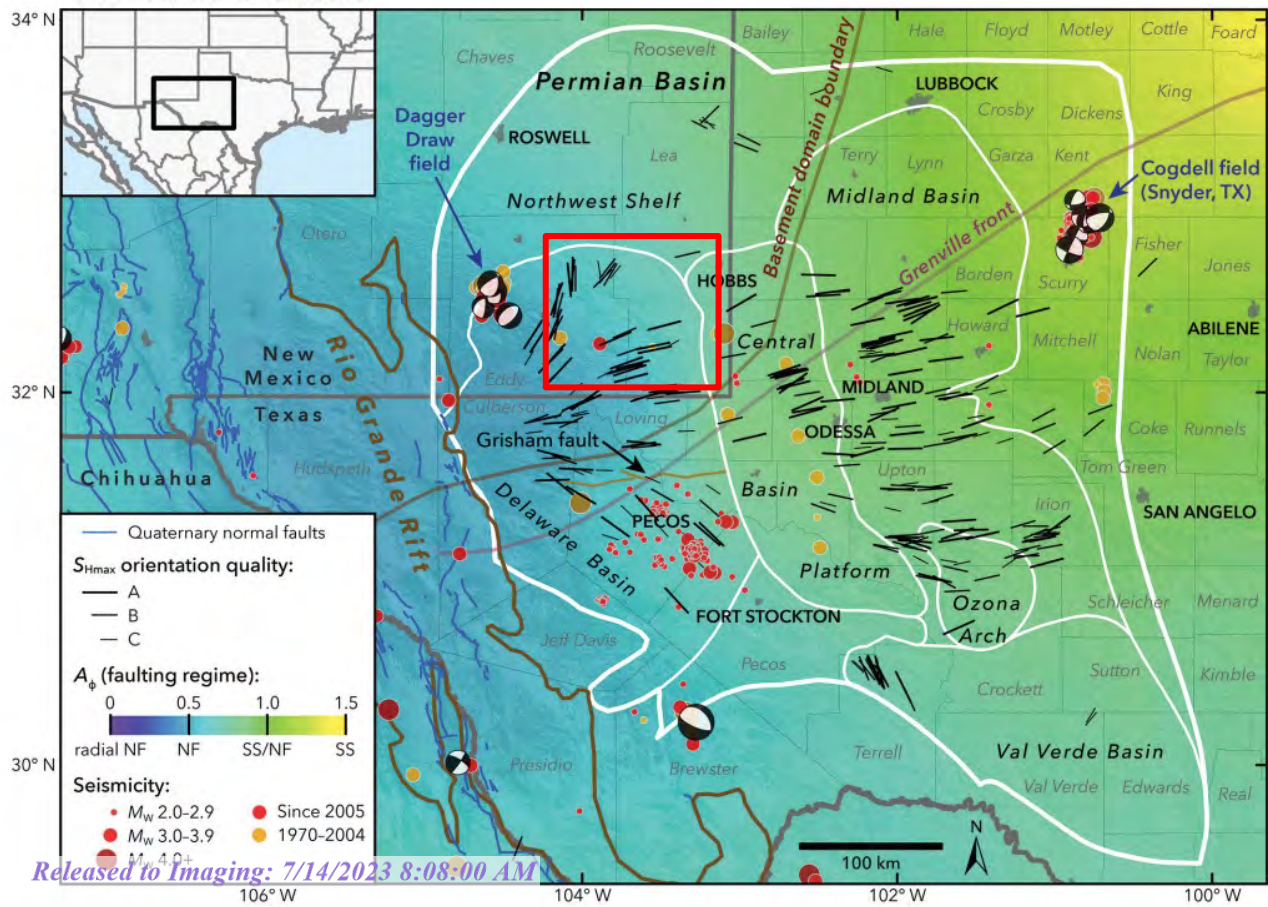 34° N
Bailey
Hale
Floyd
Motley
Cottle
Foard
Chaves
Roosevelt
Permian Basin
Basement domain boundary
LUBBOCK
King
Crosby
Dickens
Dagger
Draw
field
ROSWELL
Lea
Terry
Lynn
Garza
Kent
Cogdell field
(Snyder, TX)
Northwest Shelf
Midland Basin
Grenville front
Otero
Fisher
Jones
HOBBS
Borden
Scurry
Howard
Mitchell
ABILENE
Nolan
Taylor
New
Mexico
Central
32° N
Eddy
MIDLAND
Texas
Rio Grande Rift
Culberson
Loving
Grisham fault
ODESSA
Coke
Runnels
Chihuahua
Hudspeth
Upton
Tom Green
Delaware Basin
Basin
Irion
SAN ANGELO
PECOS
Platform
Ozona
Arch
Schleicher
Menard
FORT STOCKTON
Jeff Davis
Pecos
Crockett
Sutton
Kimble
30° N
Presidio
Brewster
Terrell
Val Verde Basin
Val Verde
Edwards
Real
Quaternary normal faults
SHmax orientation quality:
A
B
C
Aϕ (faulting regime):
0 0.5 1.0 1.5
radial NF NF SS/NF SS
Seismicity:
Mw 2.0-2.9
Since 2005
Mw 3.0-3.9
1970-2004
Mw 4.0+
N
100 km
Released to Imaging: 7/14/2023 8:08:00 AM
106° W
104° W
102° W
100° W